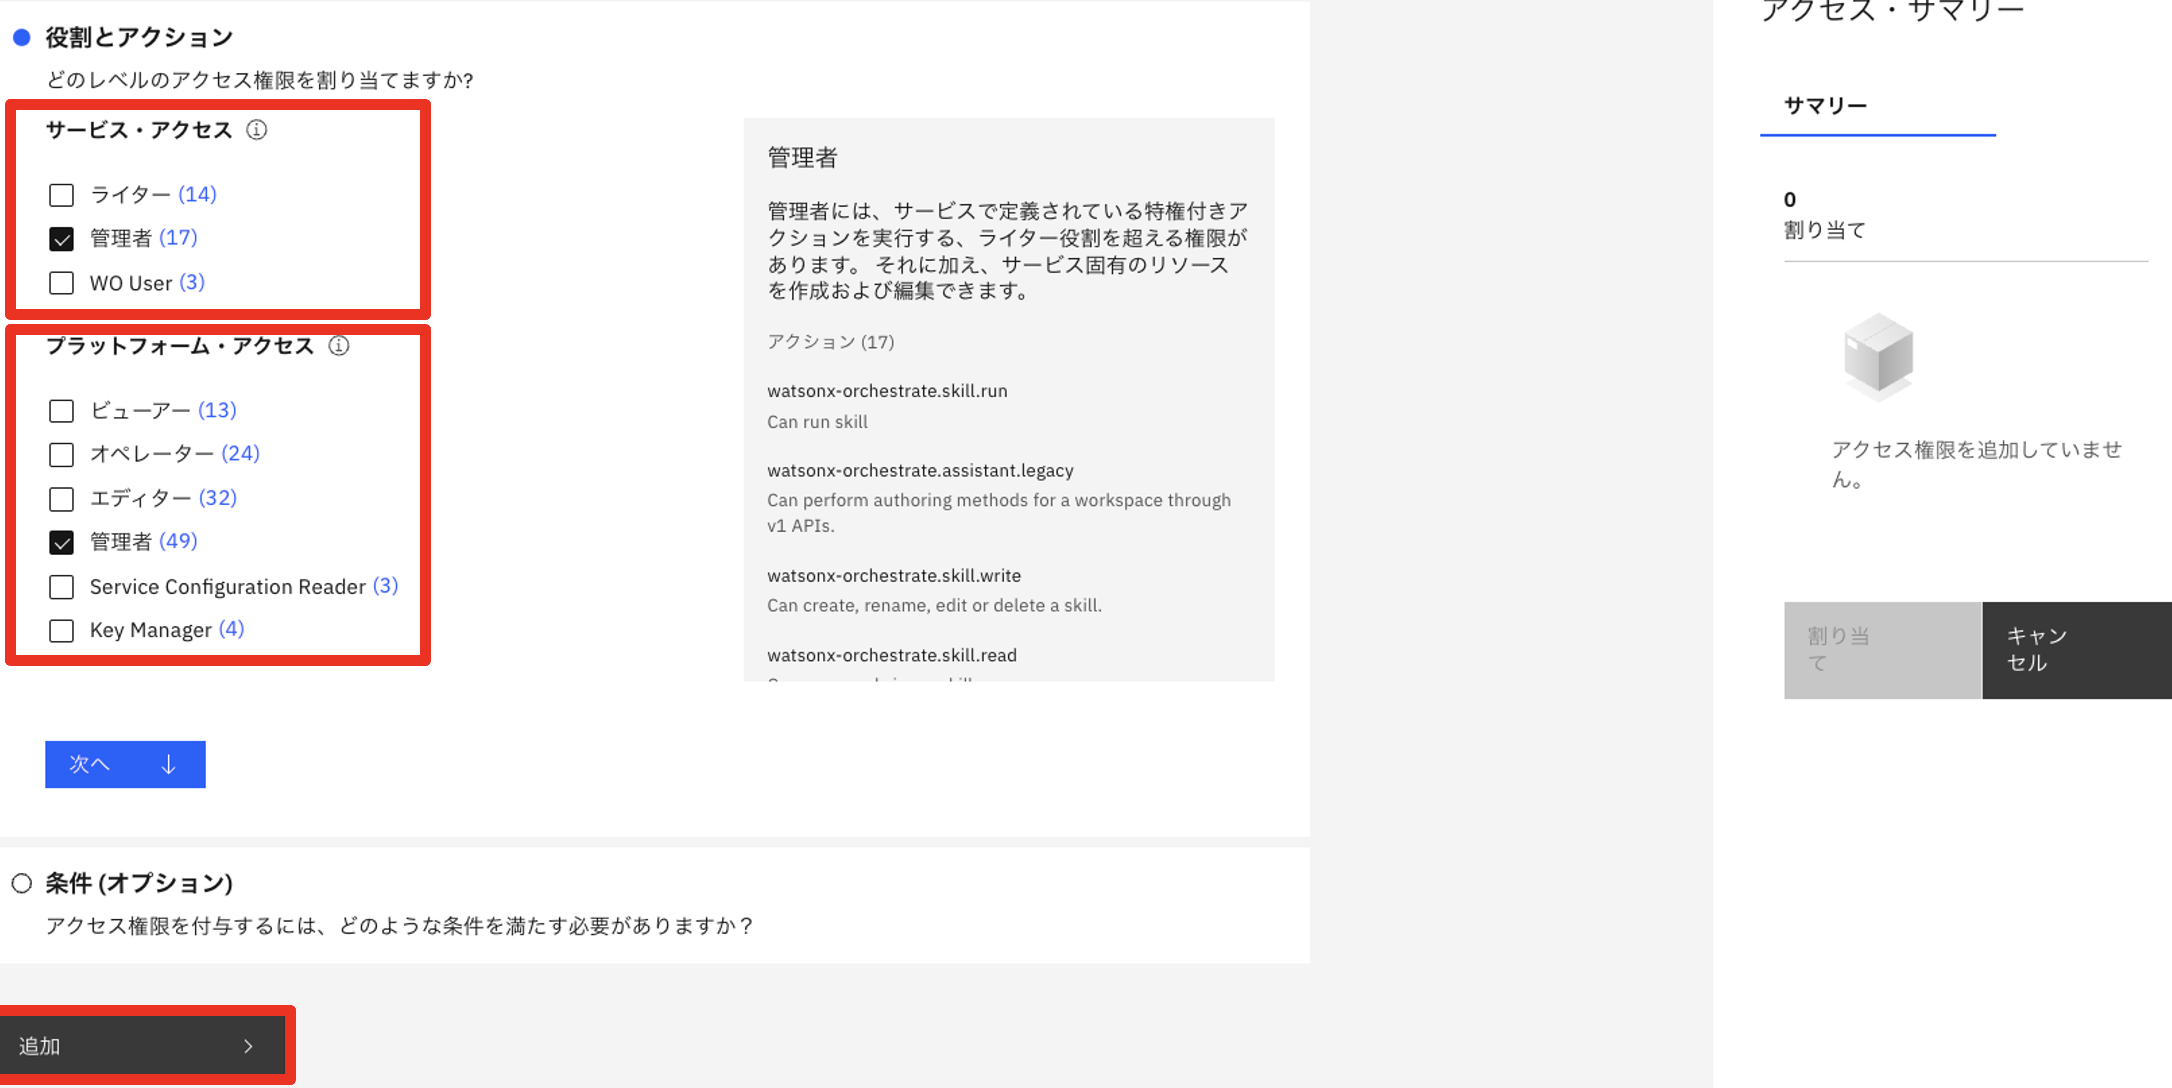 役割とアクション
どのレベルのアクセス権限を割り当てますか?
サービス・アクセス
ライター (14)
管理者 (17)
WO User (3)
プラットフォーム・アクセス
ビューアー (13)
オペレーター (24)
エディター (32)
管理者 (49)
Service Configuration Reader (3)
Key Manager (4)
次へ
管理者
管理者には、サービスで定義されている特権付きア
クションを実行する、ライター役割を超える権限が
あります。 それに加え、サービス固有のリソース
を作成および編集できます。
アクション (17)
watsonx-orchestrate.skill.run
Can run skill
watsonx-orchestrate.assistant.legacy
Can perform authoring methods for a workspace through
v1 APIs.
watsonx-orchestrate.skill.write
Can create, rename, edit or delete a skill.
watsonx-orchestrate.skill.read
条件 (オプション)
アクセス権限を付与するには、どのような条件を満たす必要がありますか？
追加
アクセス・サマリー
サマリー
0
割り当て
アクセス権限を追加していませ
ん。
割り当
て
キャン
セル